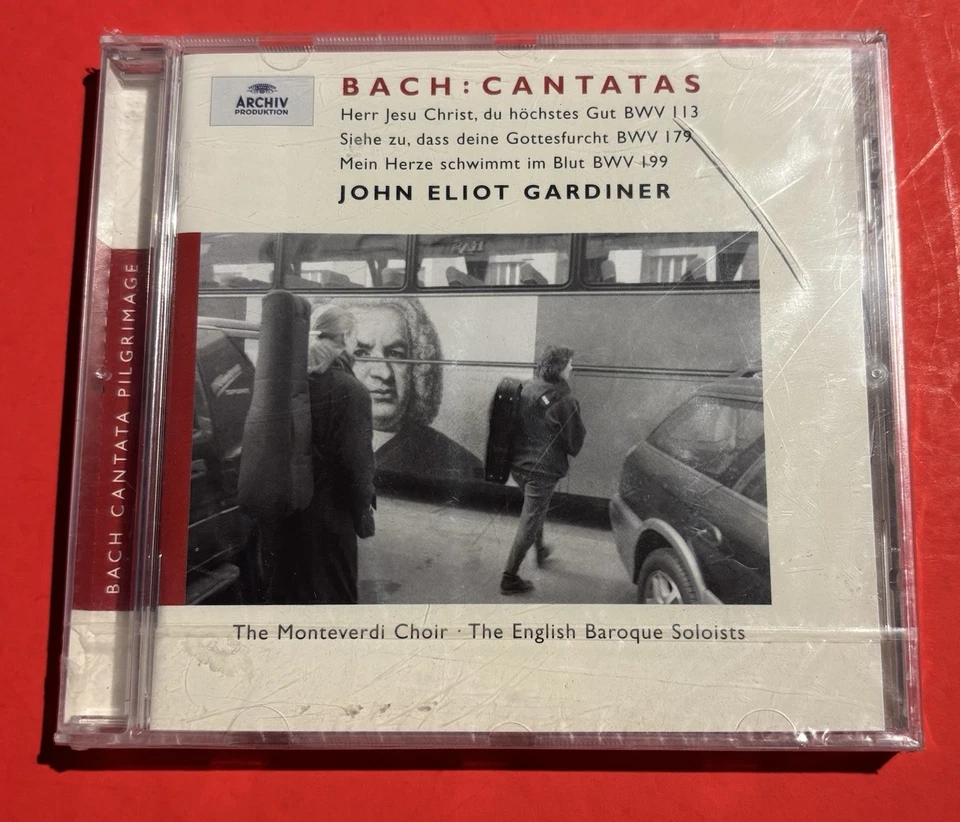 ARCHIV
PRODUKTION
BACH : CANTATAS
Herr Jesu Christ, du höchstes Gut BWV 113
Siehe zu, dass deine Gottesfurcht BWV 179
Mein Herze schwimmt im Blut BWV 199
JOHN ELIOT GARDINER
BACH CANTATA PILGRIMAGE
The Monteverdi Choir · The English Baroque Soloists